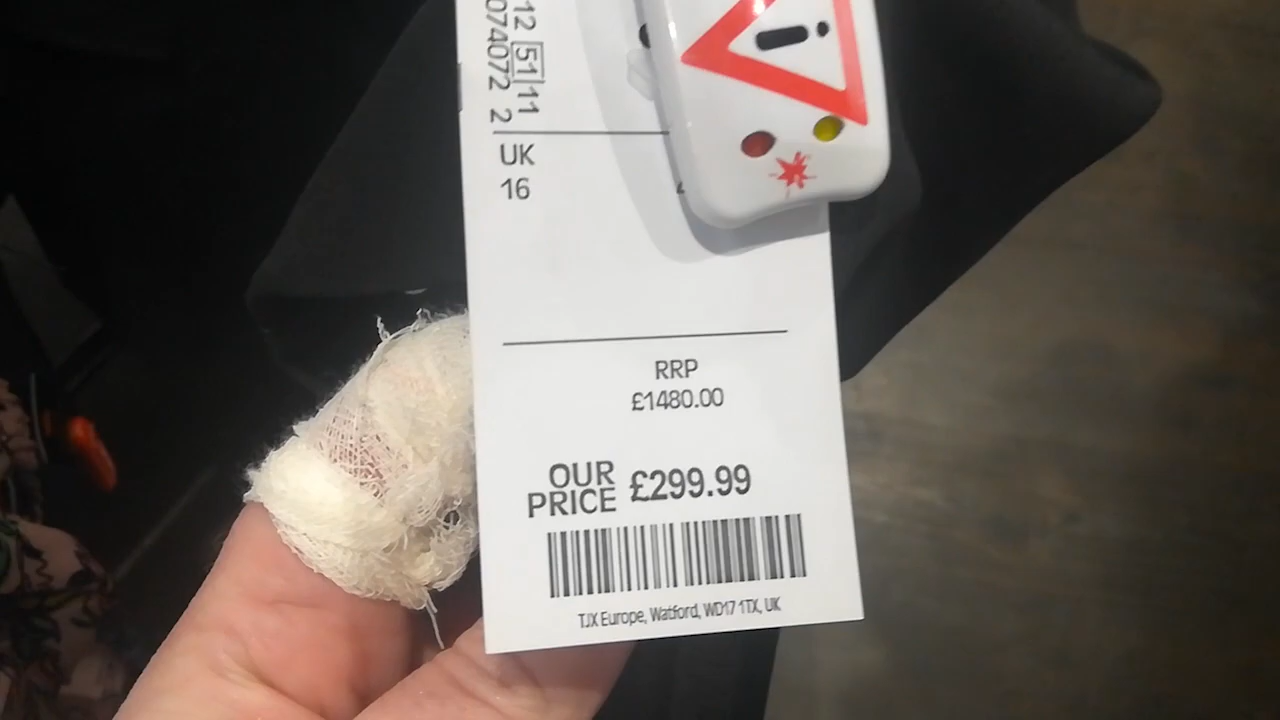 12 51 11
074072 2
UK
16
RRP
£1480.00
OUR
PRICE £299.99
TJX Europe, Watford, WD17 1TX, UK